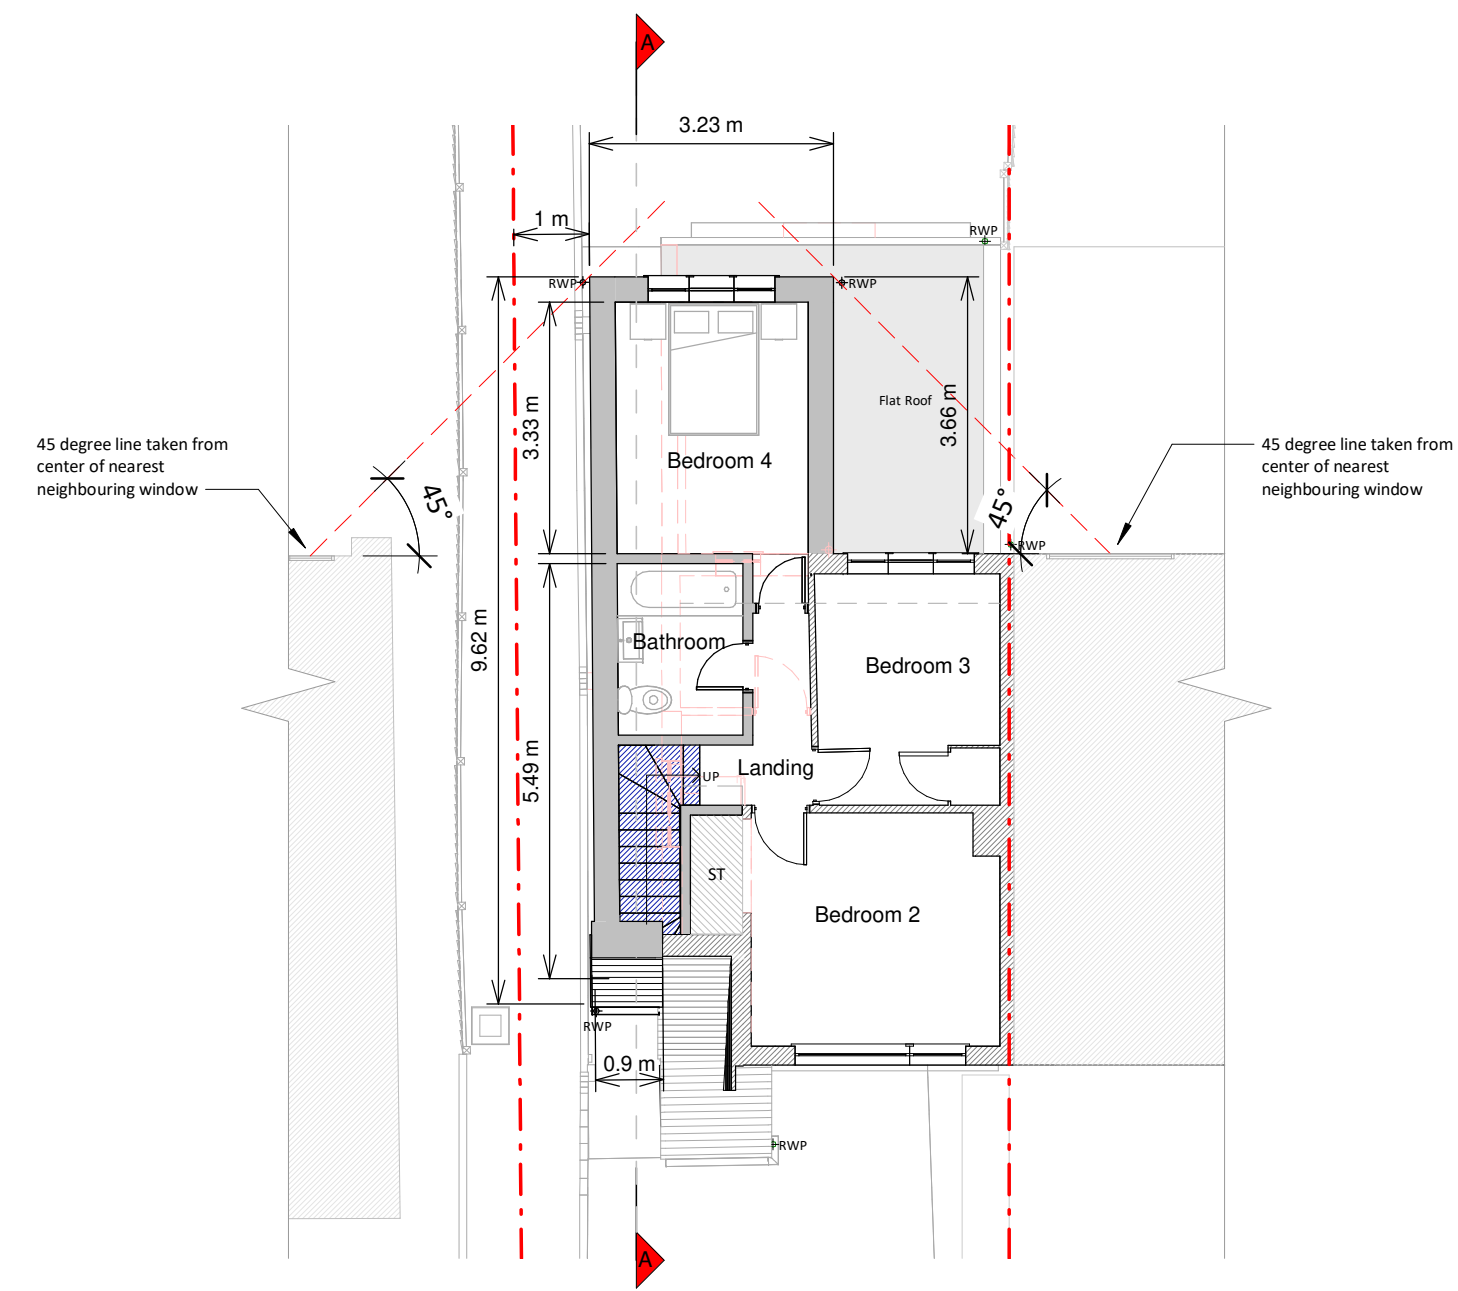 A
3.23 m
1 m
RWP
RWP
RWP
3.33 m
Flat Roof
3.66 m
45 degree line taken from
center of nearest
neighbouring window
45°
Bedroom 4
45 degree line taken from
center of nearest
neighbouring window
45°
RWP
9.62 m
Bathroom
Bedroom 3
5.49 m
Landing
UP
ST
Bedroom 2
RWP
0.9 m
RWP
A